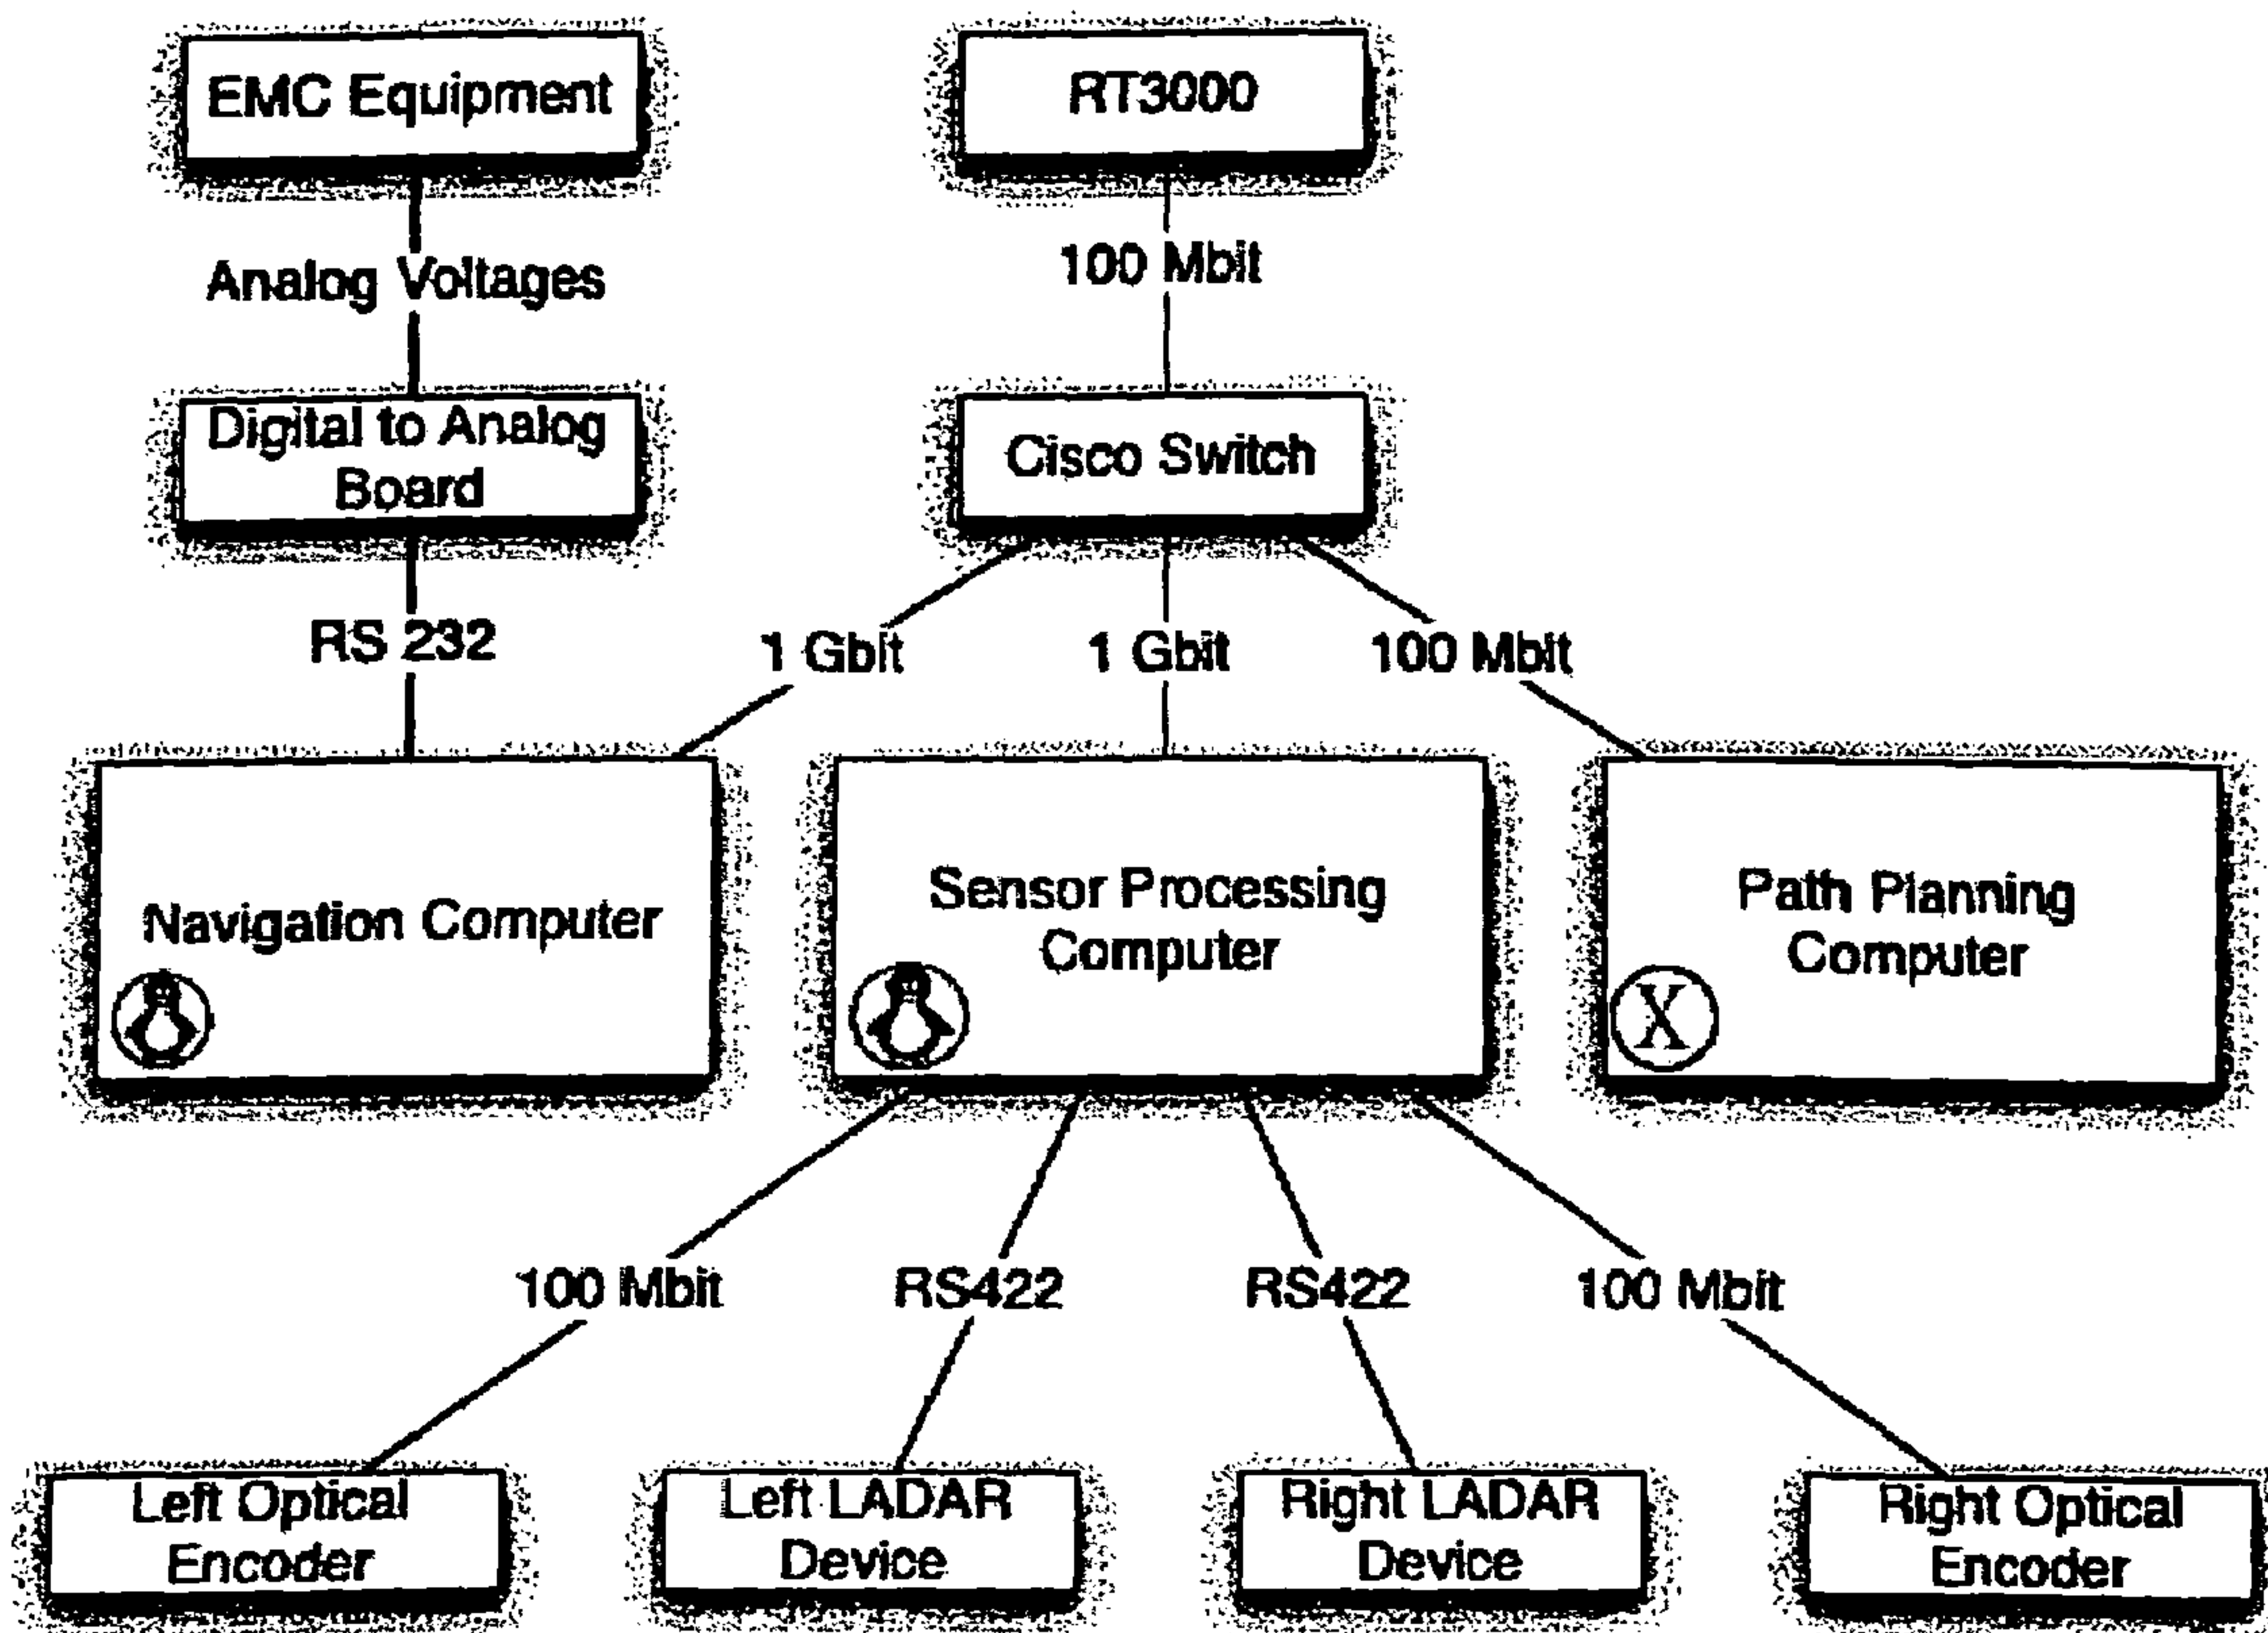 EMC Equipment
RT3000
Analog Voltages
100 Mbit
Digital to Analog
Board
Cisco Switch
RS 232
1 Gbit
1 Gbit
100 Mbit
Navigation Computer
Sensor Processing
Computer
Path Planning
Computer
X
100 Mbit
RS422
RS422
100 Mbit
Left Optical
Encoder
Left LADAR
Device
Right LADAR
Device
Right Optical
Encoder